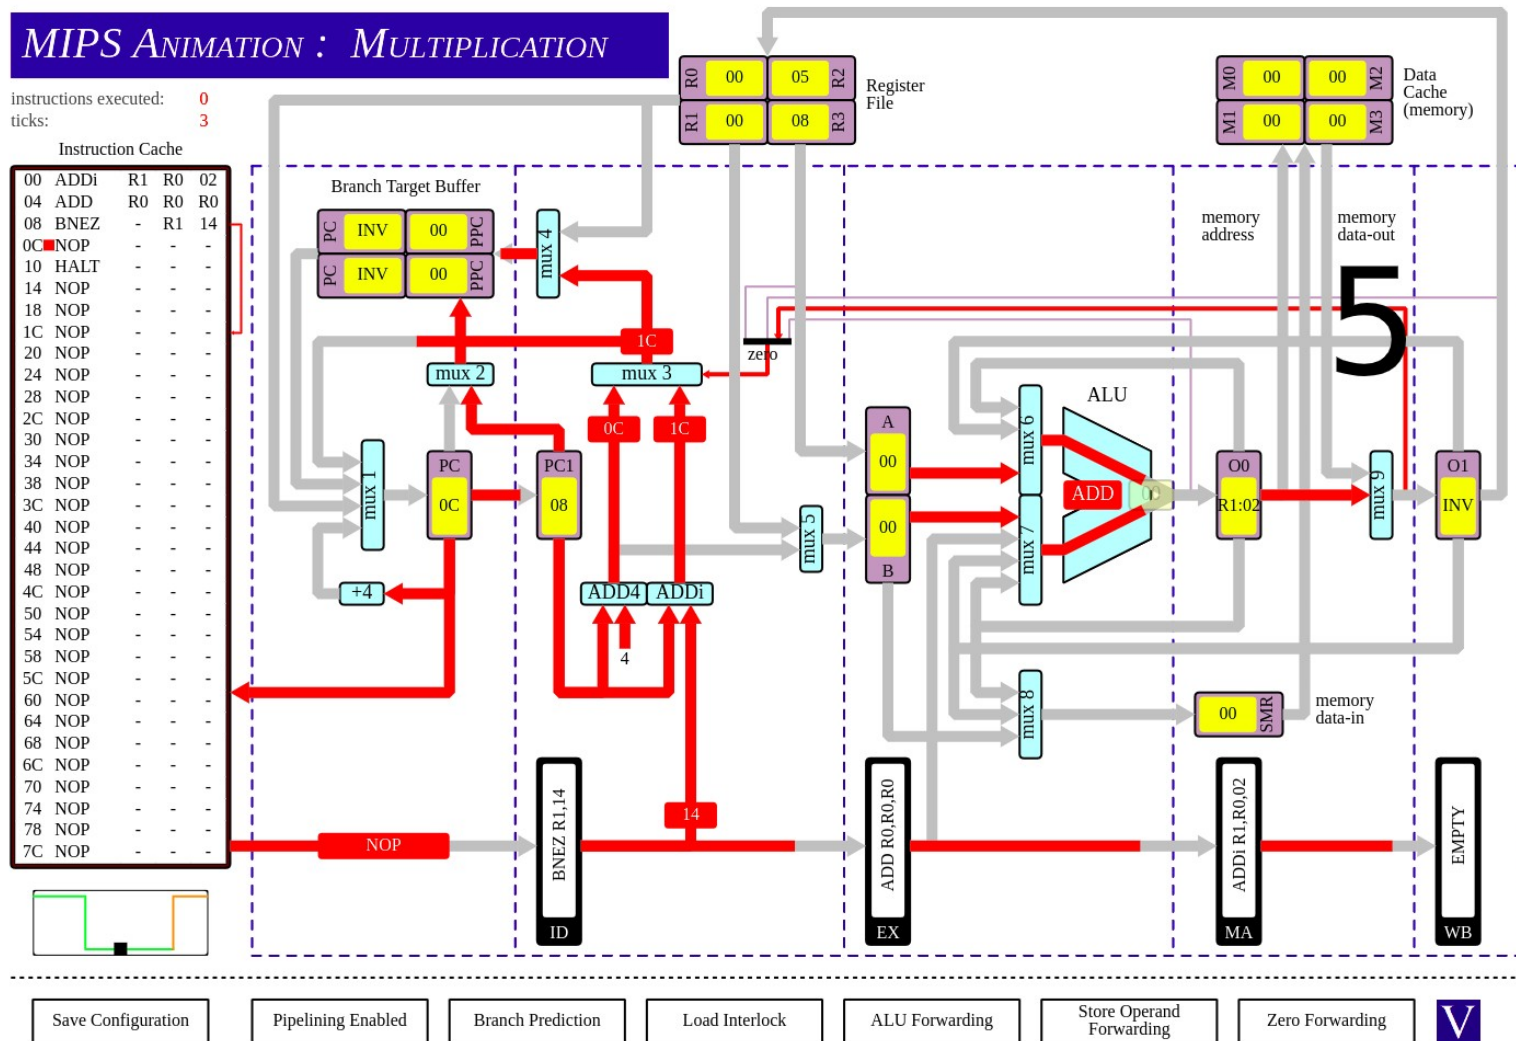 MIPS ANIMATION : MULTIPLICATION
instructions executed: 0
ticks: 3
Instruction Cache
00 ADDi R1 R0 02
04 ADD R0 R0 R0
08 BNEZ - R1 14
0C NOP - - -
10 HALT - - -
14 NOP - - -
18 NOP - - -
1C NOP - - -
20 NOP - - -
24 NOP - - -
28 NOP - - -
2C NOP - - -
30 NOP - - -
34 NOP - - -
38 NOP - - -
3C NOP - - -
40 NOP - - -
44 NOP - - -
48 NOP - - -
4C NOP - - -
50 NOP - - -
54 NOP - - -
58 NOP - - -
5C NOP - - -
60 NOP - - -
64 NOP - - -
68 NOP - - -
6C NOP - - -
70 NOP - - -
74 NOP - - -
78 NOP - - -
7C NOP - - -
R0 00 05 R2
R1 00 08 R3
Register
File
M0 00 00 M2
M1 00 00 M3
Data
Cache
(memory)
Branch Target Buffer
PC INV 00 PPC
PC INV 00 PPC
mux 4
memory
address
memory
data-out
5
1C
zero
mux 2
mux 3
0C
1C
mux 1
PC
0C
PC1
08
+4
ADD4
ADDi
4
mux 5
A
00
00
B
mux 6
mux 7
ALU
ADD
00
O0
R1:02
mux 9
O1
INV
mux 8
00 SMR
memory
data-in
14
NOP
BNEZ R1,14
ID
ADD R0,R0,R0
EX
ADDi R1,R0,02
MA
EMPTY
WB
Save Configuration
Pipelining Enabled
Branch Prediction
Load Interlock
ALU Forwarding
Store Operand
Forwarding
Zero Forwarding
V